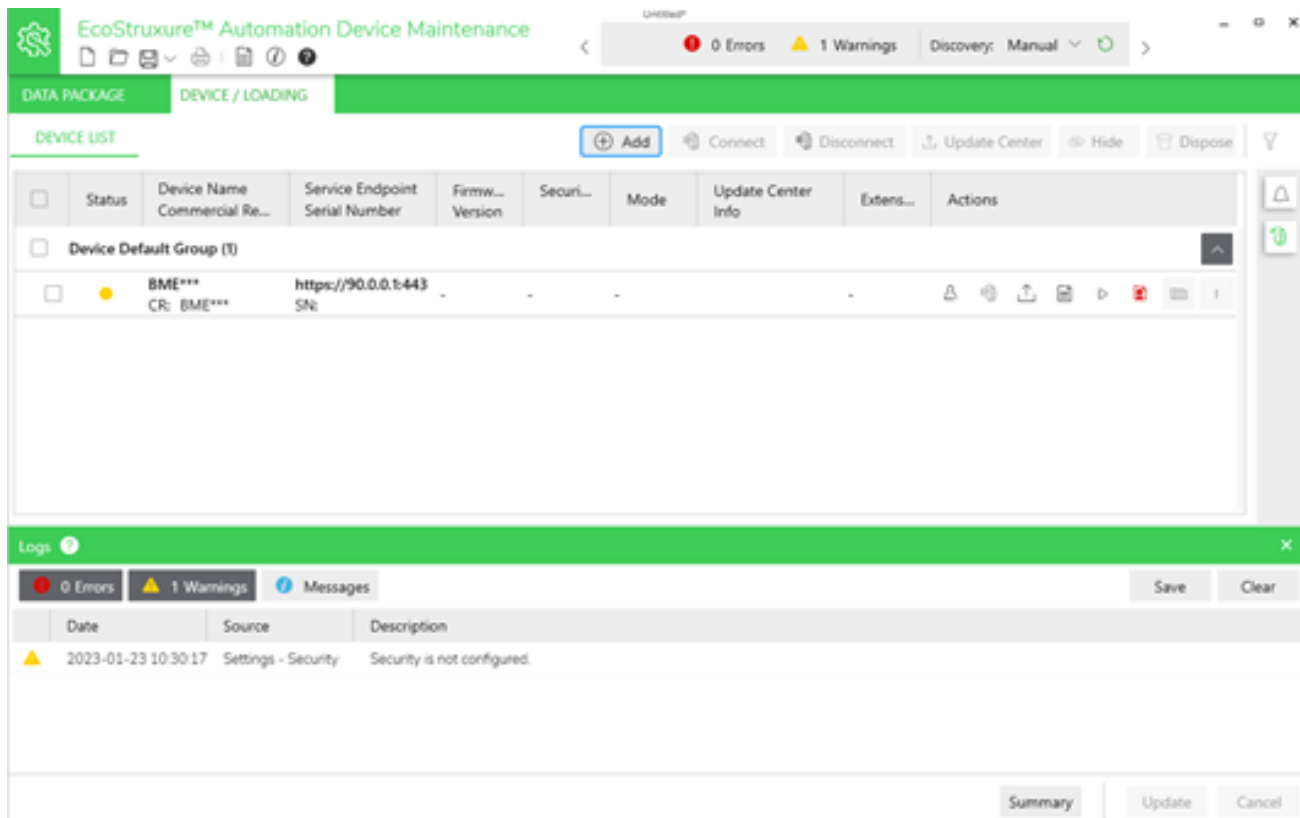 Untitled*
EcoStruxure™ Automation Device Maintenance
0 Errors 1 Warnings Discovery: Manual
DATA PACKAGE DEVICE / LOADING
DEVICE LIST
Add Connect Disconnect Update Center Hide Dispose
Status Device Name Service Endpoint Firmw... Securi... Mode Update Center Extens... Actions
Commercial Re... Serial Number Version Info
Device Default Group (1)
BME*** https://90.0.0.1:443 - - - -
CR: BME*** SN:
Logs
0 Errors 1 Warnings Messages Save Clear
Date Source Description
2023-01-23 10:30:17 Settings - Security Security is not configured.
Summary Update Cancel